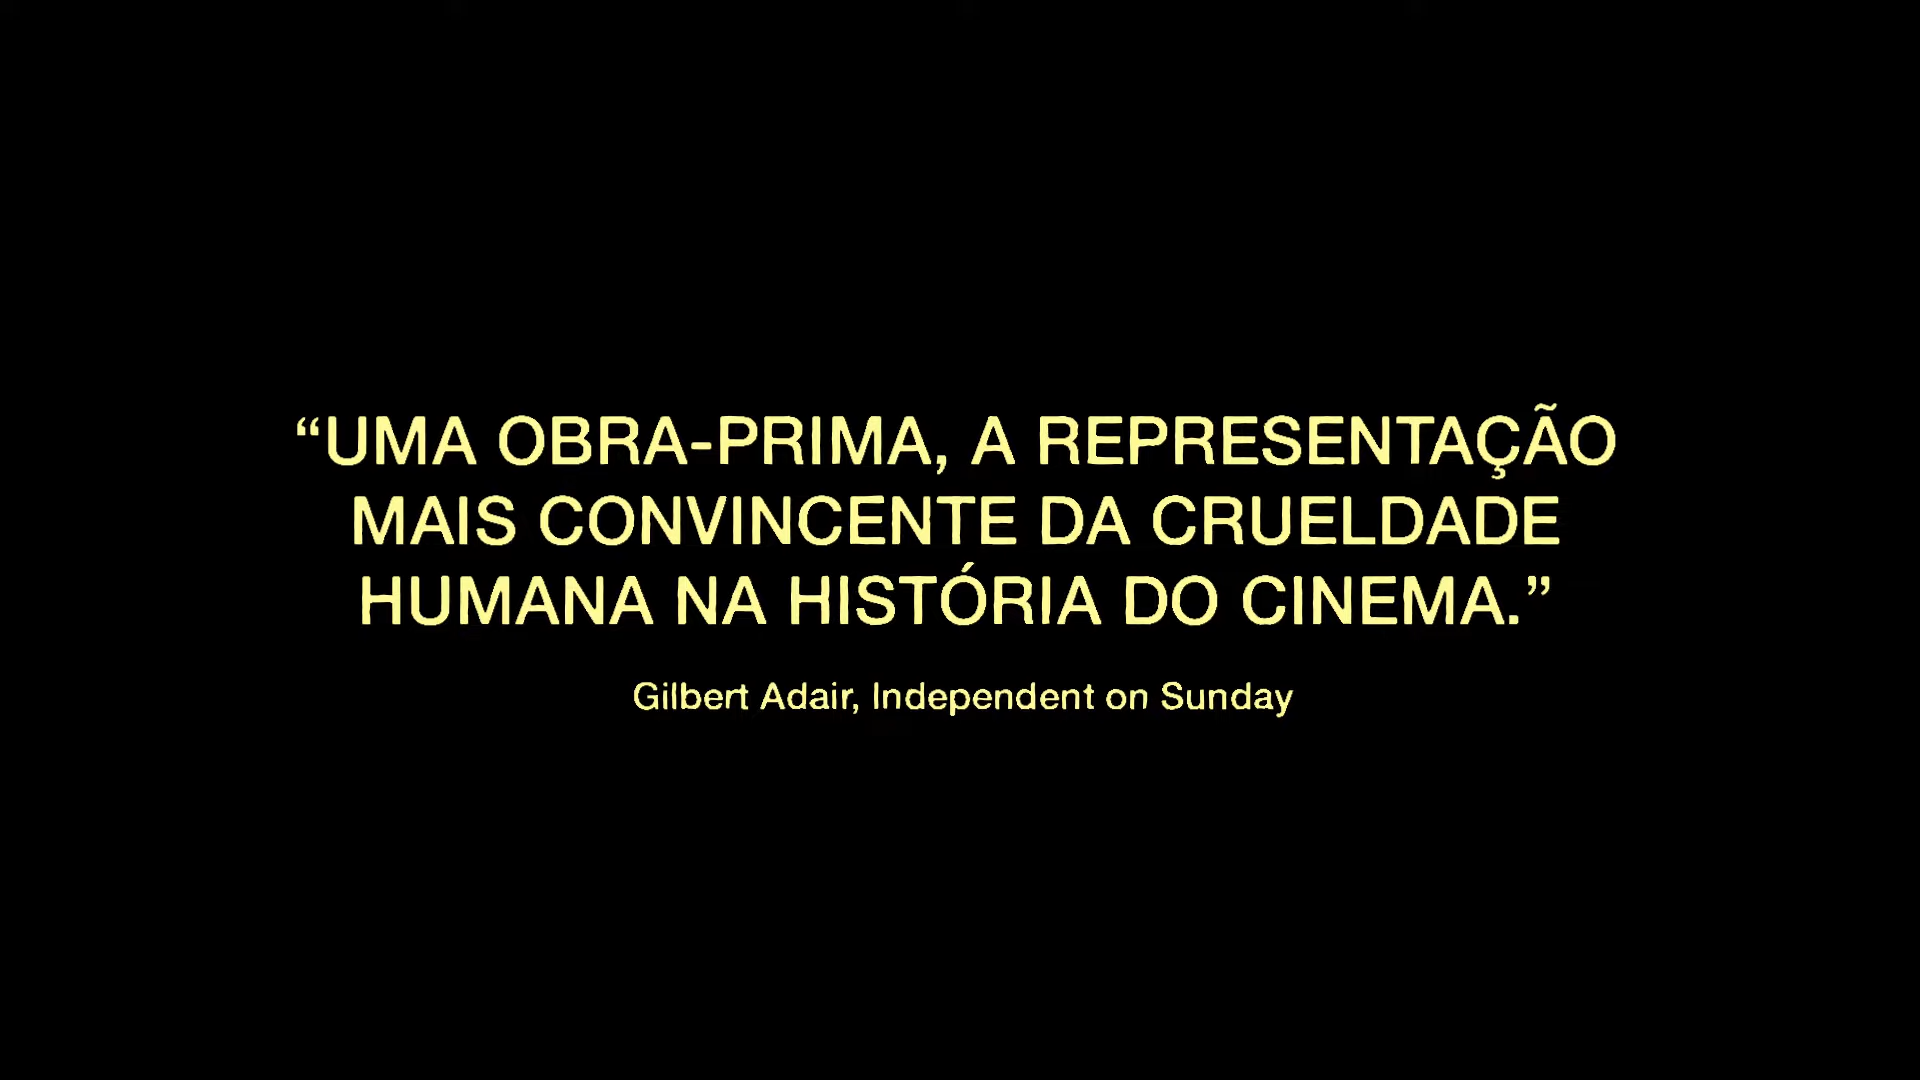 “UMA OBRA-PRIMA, A REPRESENTAÇÃO
MAIS CONVINCENTE DA CRUELDADE
HUMANA NA HISTÓRIA DO CINEMA.”
Gilbert Adair, Independent on Sunday